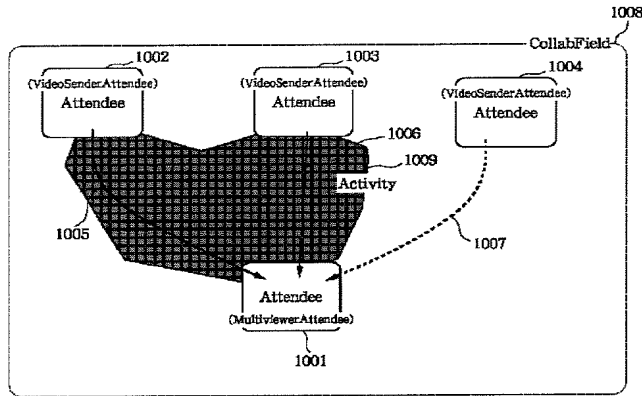 1008
CollabField
1002
1003
1004
(VideoSenderAttendee)
Attendee
(VideoSenderAttendee)
Attendee
(VideoSenderAttendee)
Attendee
1006
1009
Activity
1005
1007
Attendee
(MultiviewerAttendee)
1001